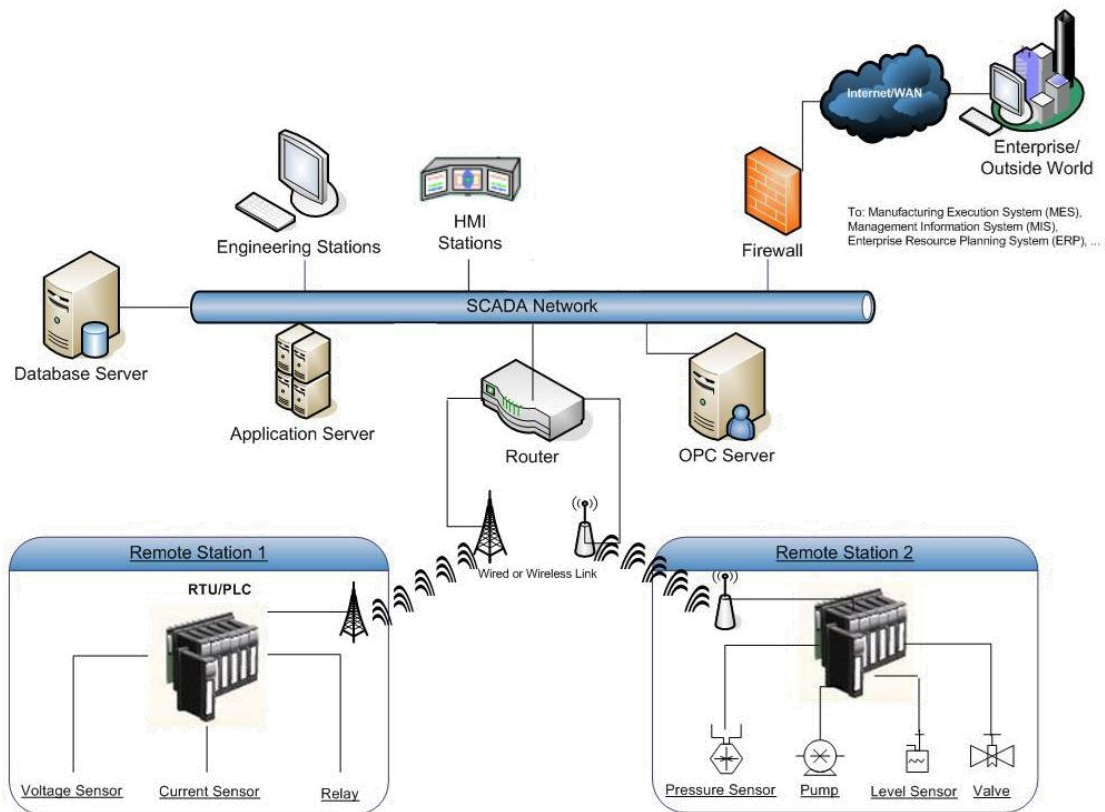 Internet/WAN
Enterprise/
Outside World
To: Manufacturing Execution System (MES),
Management Information System (MIS),
Enterprise Resource Planning System (ERP), ...
Engineering Stations
HMI
Stations
Firewall
SCADA Network
Database Server
Application Server
Router
OPC Server
Remote Station 1
Wired or Wireless Link
Remote Station 2
RTU/PLC
Voltage Sensor
Current Sensor
Relay
Pressure Sensor
Pump
Level Sensor
Valve